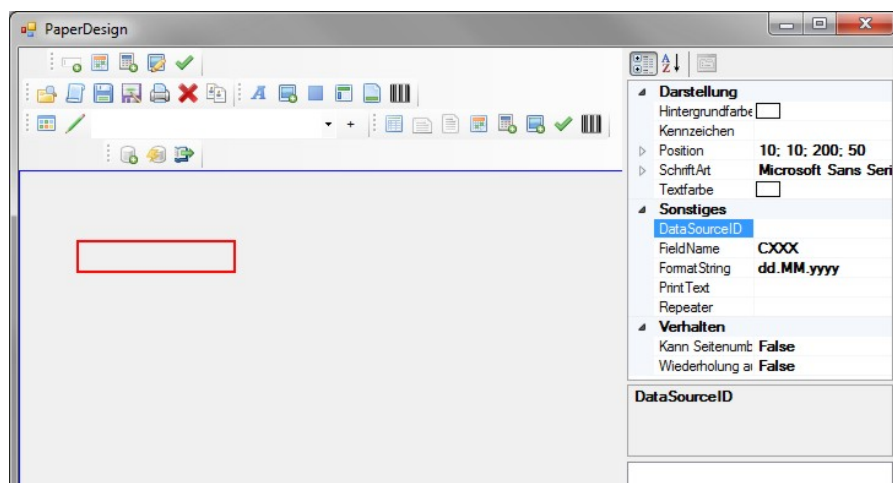 PaperDesign
Darstellung
Hintergrundfarbe
Kennzeichen
Position 10; 10; 200; 50
SchriftArt Microsoft Sans Seri
Textfarbe
Sonstiges
DataSourceID
FieldName CXXX
FormatString dd.MM.yyyy
PrintText
Repeater
Verhalten
Kann Seitenumb False
Wiederholung au False
DataSourceID